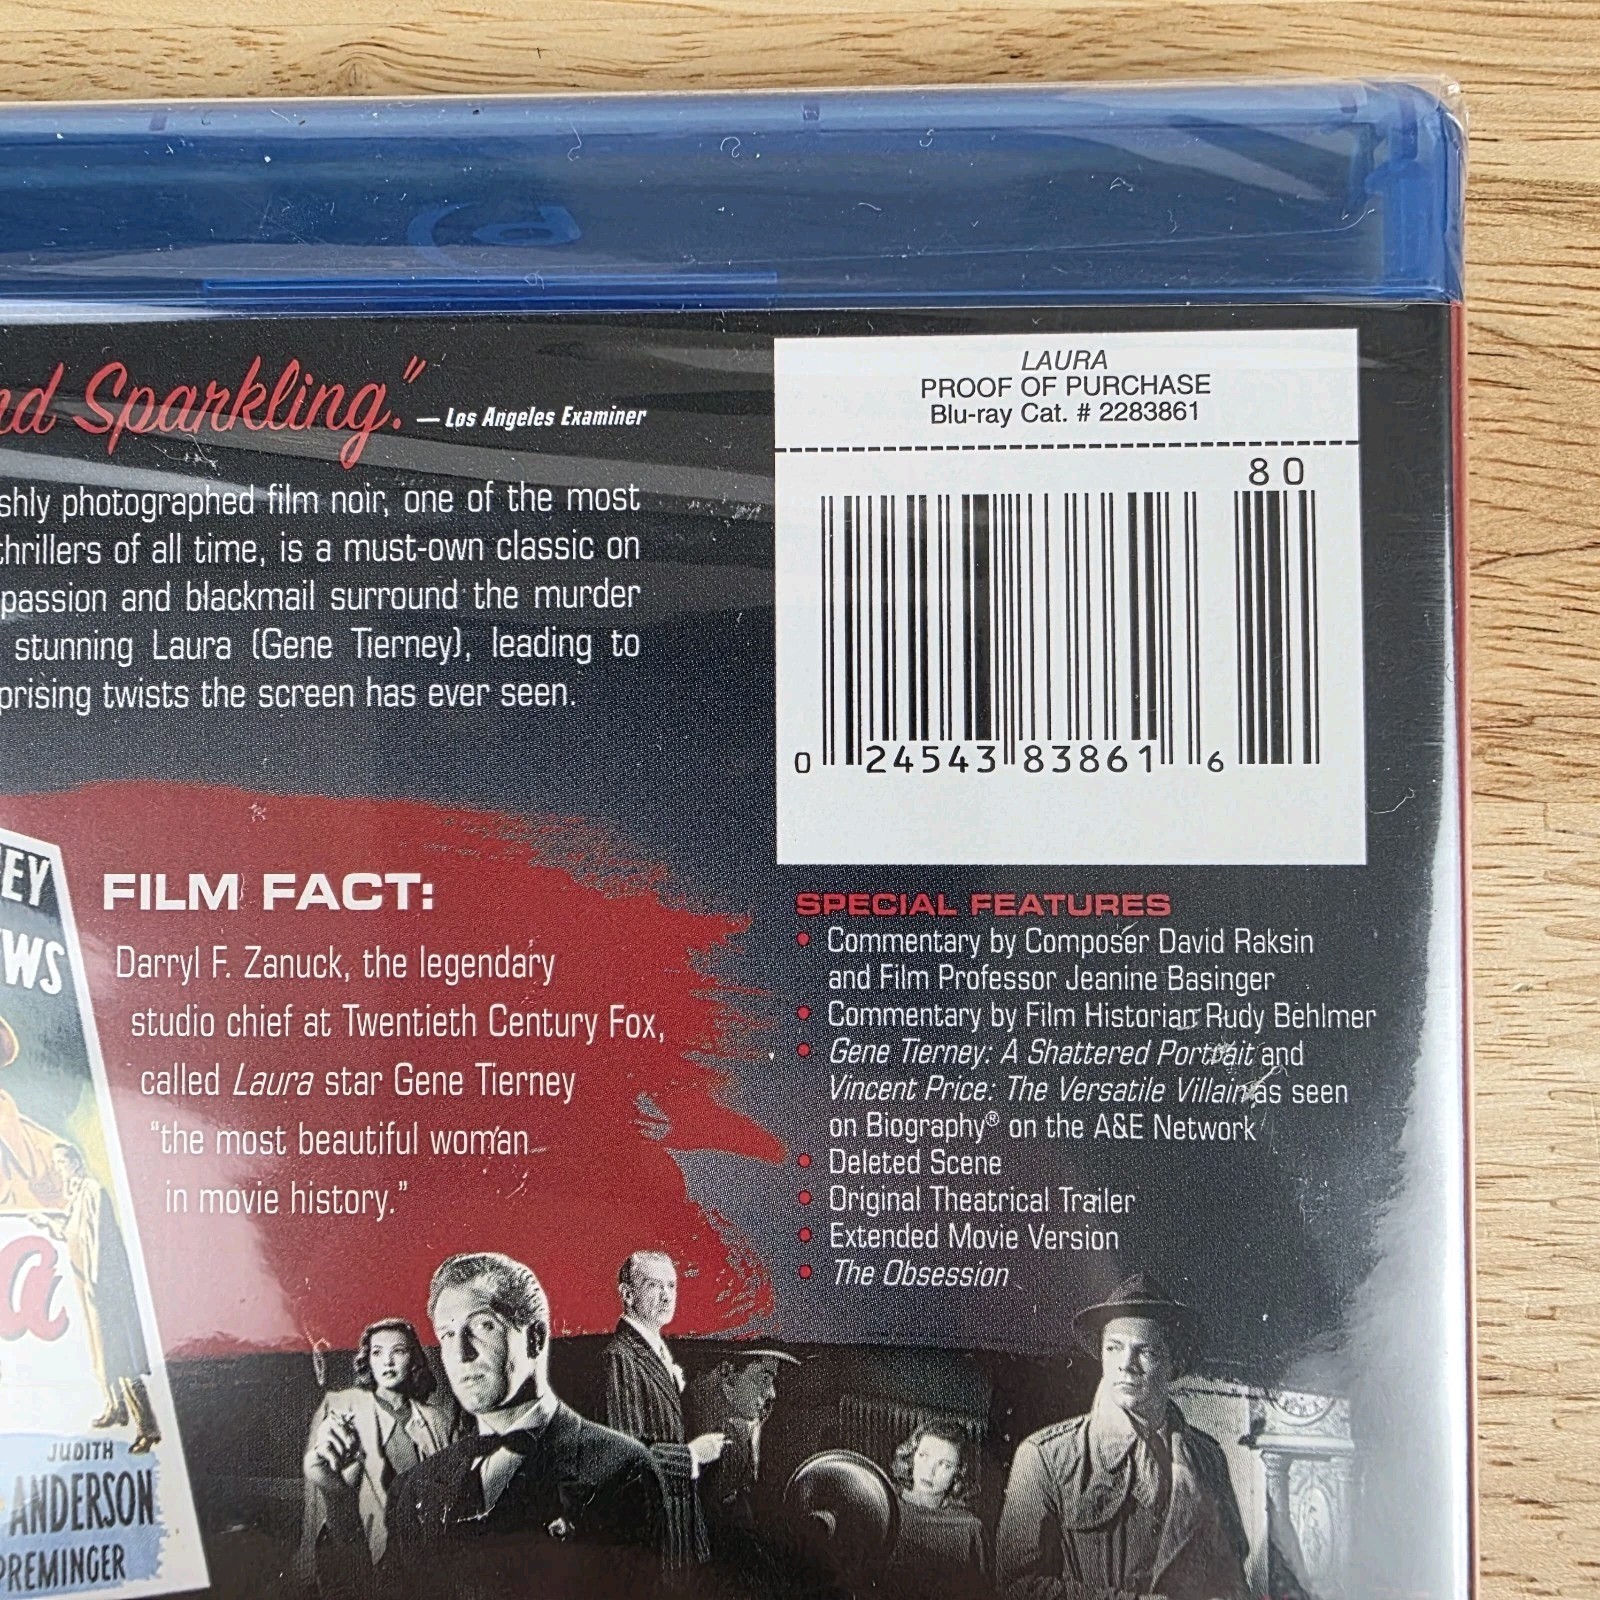 nd Sparkling." — Los Angeles Examiner
shly photographed film noir, one of the most
thrillers of all time, is a must-own classic on
passion and blackmail surround the murder
stunning Laura (Gene Tierney), leading to
prising twists the screen has ever seen.
LAURA
PROOF OF PURCHASE
Blu-ray Cat. # 2283861
80
0 24543 83861 6
EY
WS
a
JUDITH
ANDERSON
PREMINGER
FILM FACT:
Darryl F. Zanuck, the legendary
studio chief at Twentieth Century Fox,
called Laura star Gene Tierney
"the most beautiful woman
in movie history."
SPECIAL FEATURES
• Commentary by Composer David Raksin
and Film Professor Jeanine Basinger
• Commentary by Film Historian Rudy Behlmer
• Gene Tierney: A Shattered Portrait and
Vincent Price: The Versatile Villain as seen
on Biography® on the A&E Network
• Deleted Scene
• Original Theatrical Trailer
• Extended Movie Version
• The Obsession